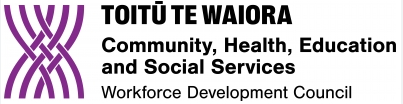 TOITŪ TE WAIORA
Community, Health, Education
and Social Services
Workforce Development Council